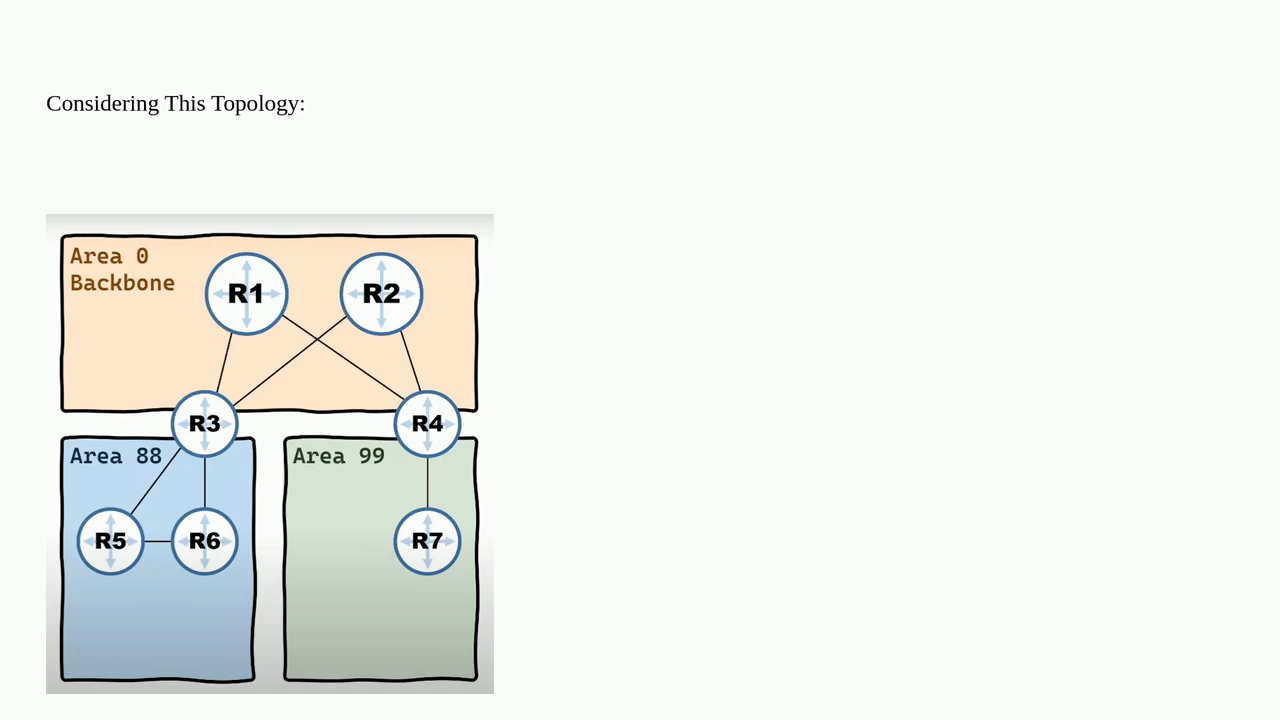 Considering This Topology:
Area 0
Backbone
R1
R2
R3
R4
Area 88
Area 99
R5
R6
R7